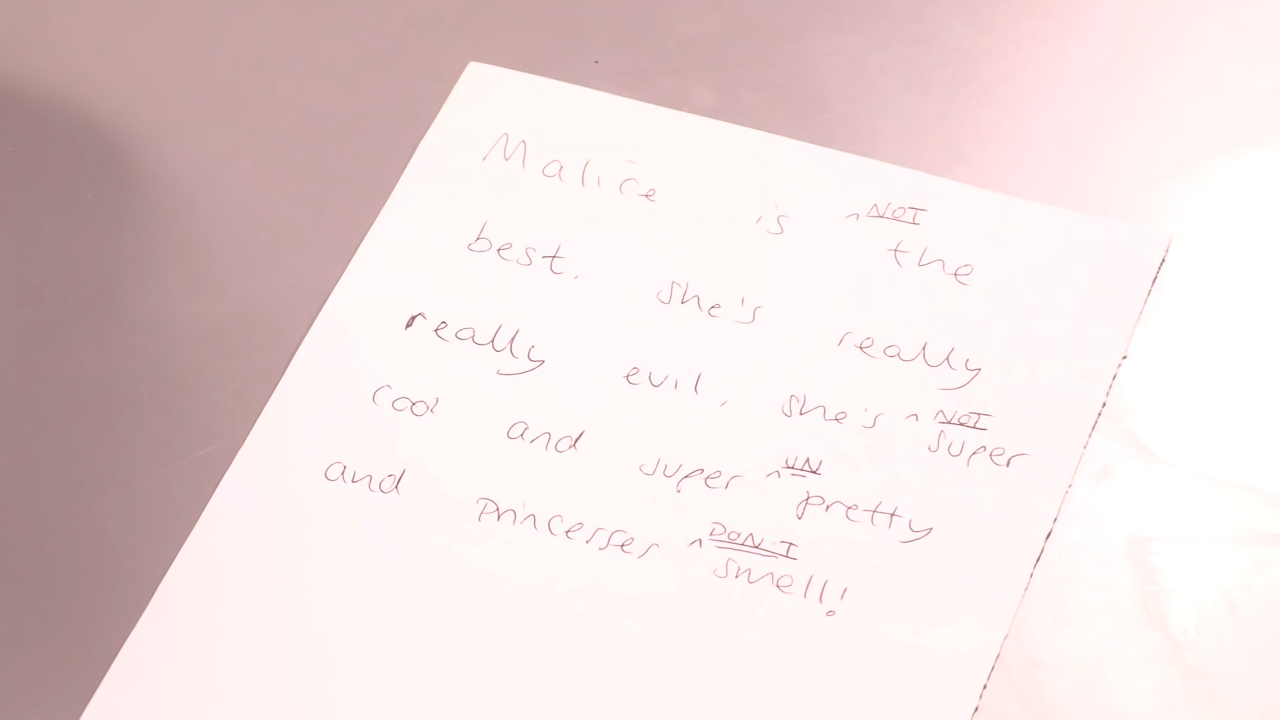 Malice is ^NOT the
best. she's really
really evil, she's ^NOT super
cool and super ^UN pretty
and Princesses ^DON'T smell!